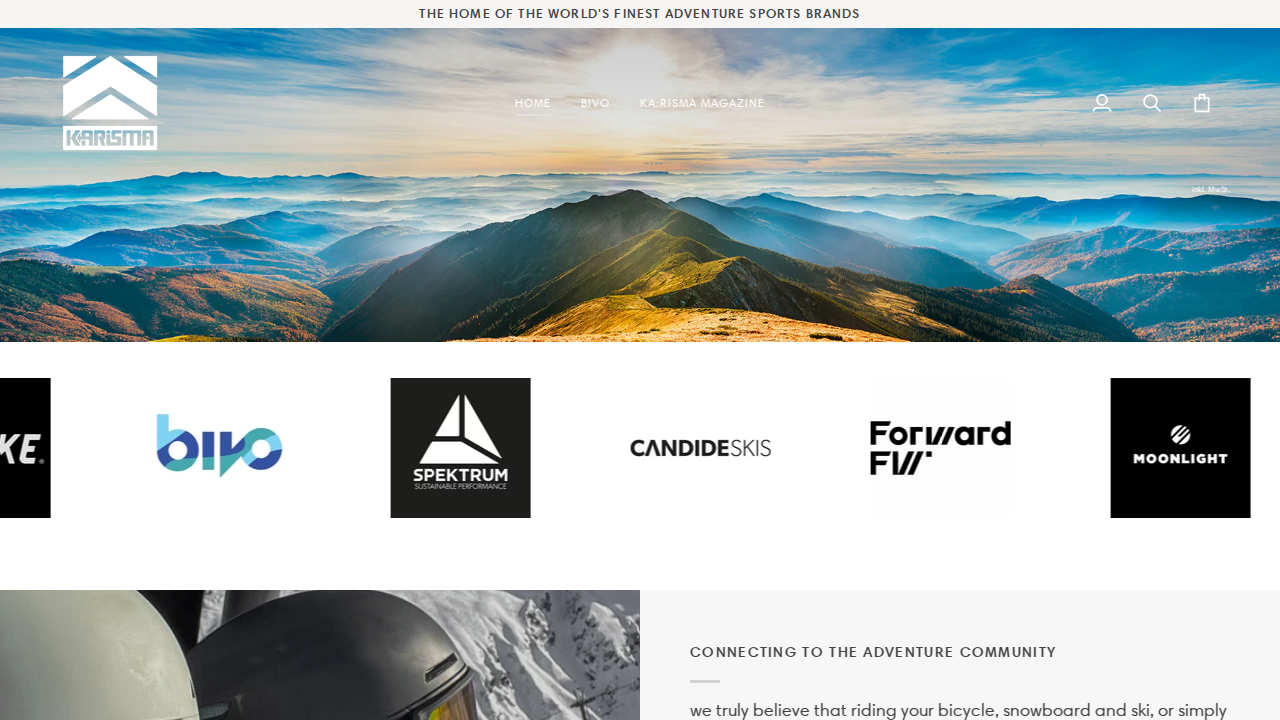 THE HOME OF THE WORLD'S FINEST ADVENTURE SPORTS BRANDS
KARISMA
HOME
BIVO
KA:RISMA MAGAZINE
inkl. MwSt.
KE®
bivo
SPEKTRUM
SUSTAINABLE PERFORMANCE
CANDIDESKIS
Forward
FW
MOONLIGHT
CONNECTING TO THE ADVENTURE COMMUNITY
we truly believe that riding your bicycle, snowboard and ski, or simply